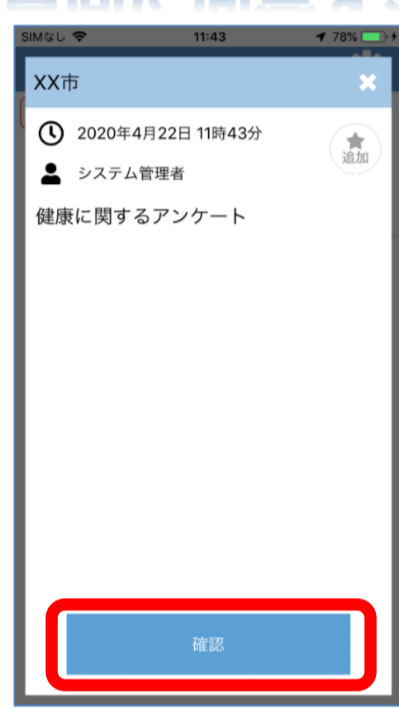 SIMなし 11:43 78%
XX市
2020年4月22日 11時43分
追加
システム管理者
健康に関するアンケート
確認